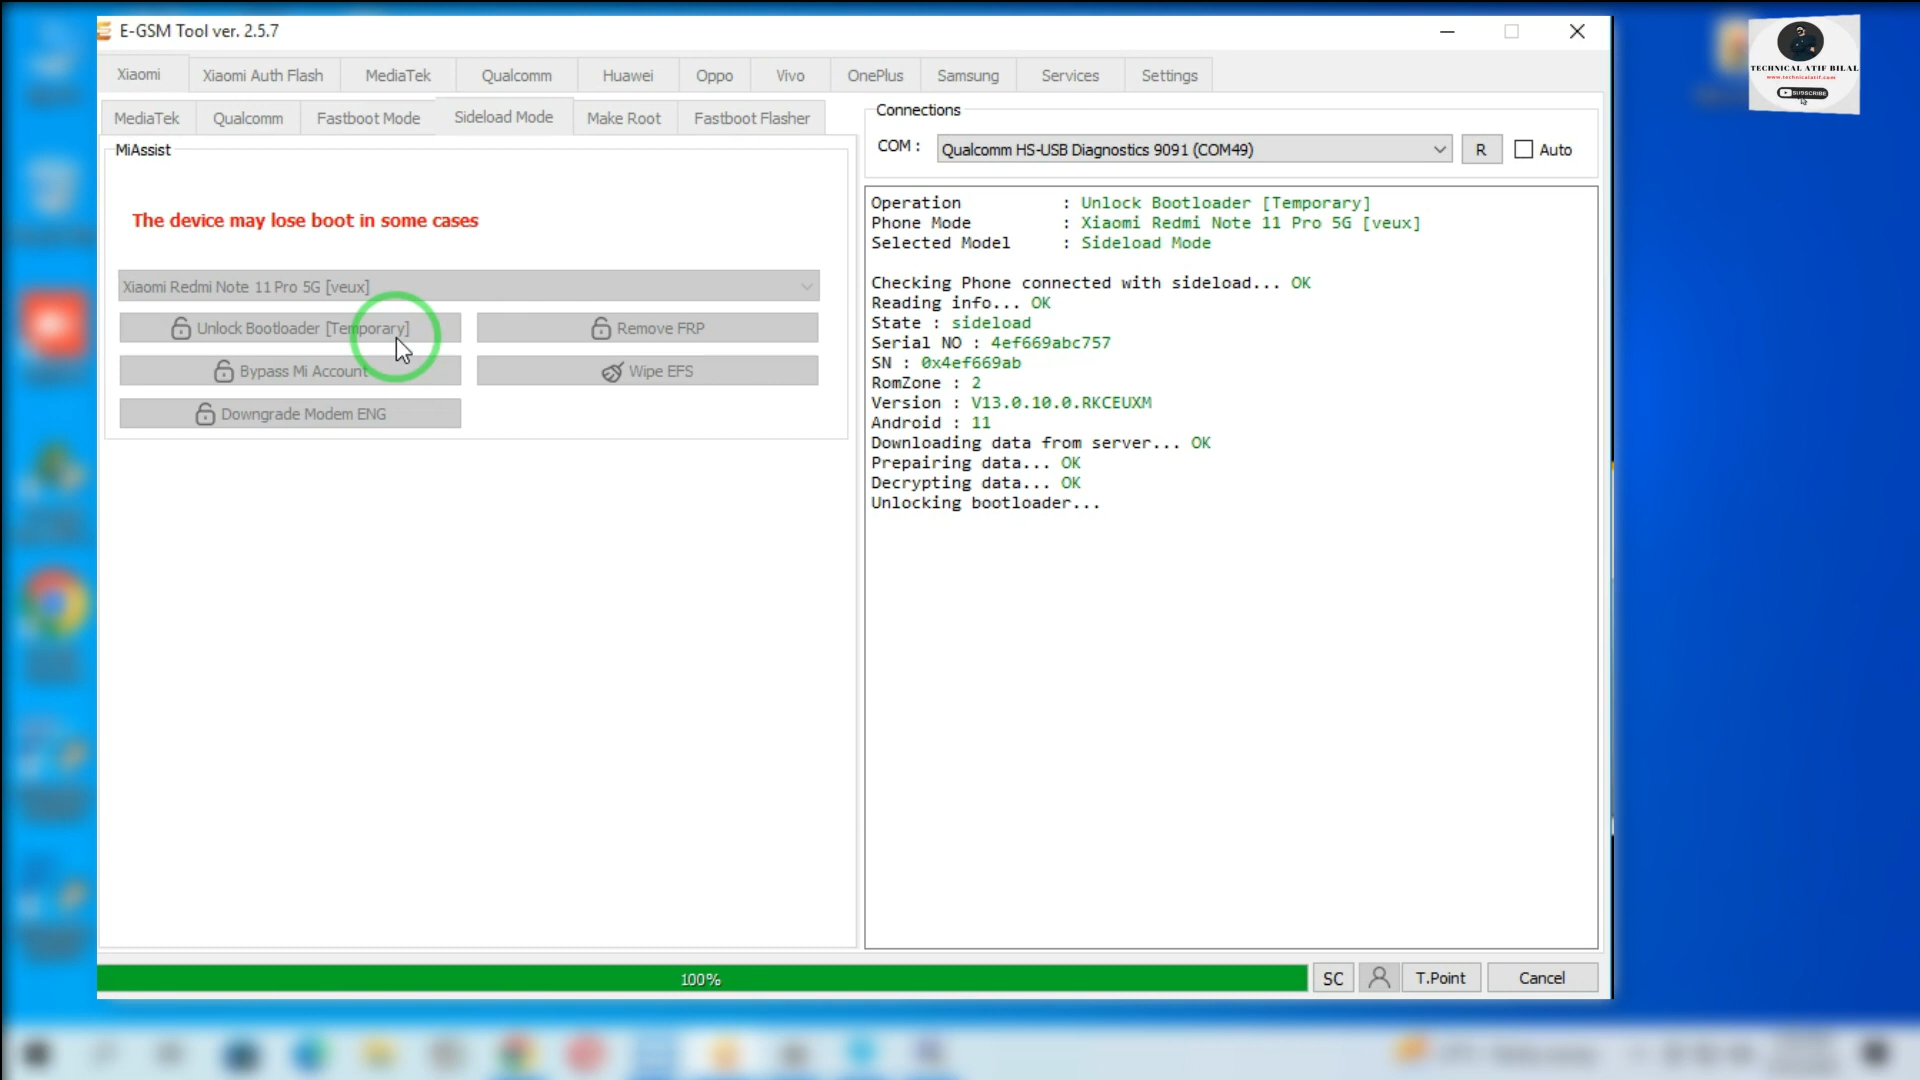 E-GSM Tool ver. 2.5.7
Xiaomi
Xiaomi Auth Flash
MediaTek
Qualcomm
Huawei
Oppo
Vivo
OnePlus
Samsung
Services
Settings
MediaTek
Qualcomm
Fastboot Mode
Sideload Mode
Make Root
Fastboot Flasher
MiAssist
The device may lose boot in some cases
Xiaomi Redmi Note 11 Pro 5G [veux]
Unlock Bootloader [Temporary]
Remove FRP
Bypass Mi Account
Wipe EFS
Downgrade Modem ENG
Connections
COM :
Qualcomm HS-USB Diagnostics 9091 (COM49)
R
Auto
Operation : Unlock Bootloader [Temporary]
Phone Mode : Xiaomi Redmi Note 11 Pro 5G [veux]
Selected Model : Sideload Mode
Checking Phone connected with sideload... OK
Reading info... OK
State : sideload
Serial NO : 4ef669abc757
SN : 0x4ef669ab
RomZone : 2
Version : V13.0.10.0.RKCEUXM
Android : 11
Downloading data from server... OK
Prepairing data... OK
Decrypting data... OK
Unlocking bootloader...
100%
SC
T.Point
Cancel
TECHNICAL ATIF BILAL
www.technicalatif.com
SUBSCRIBE